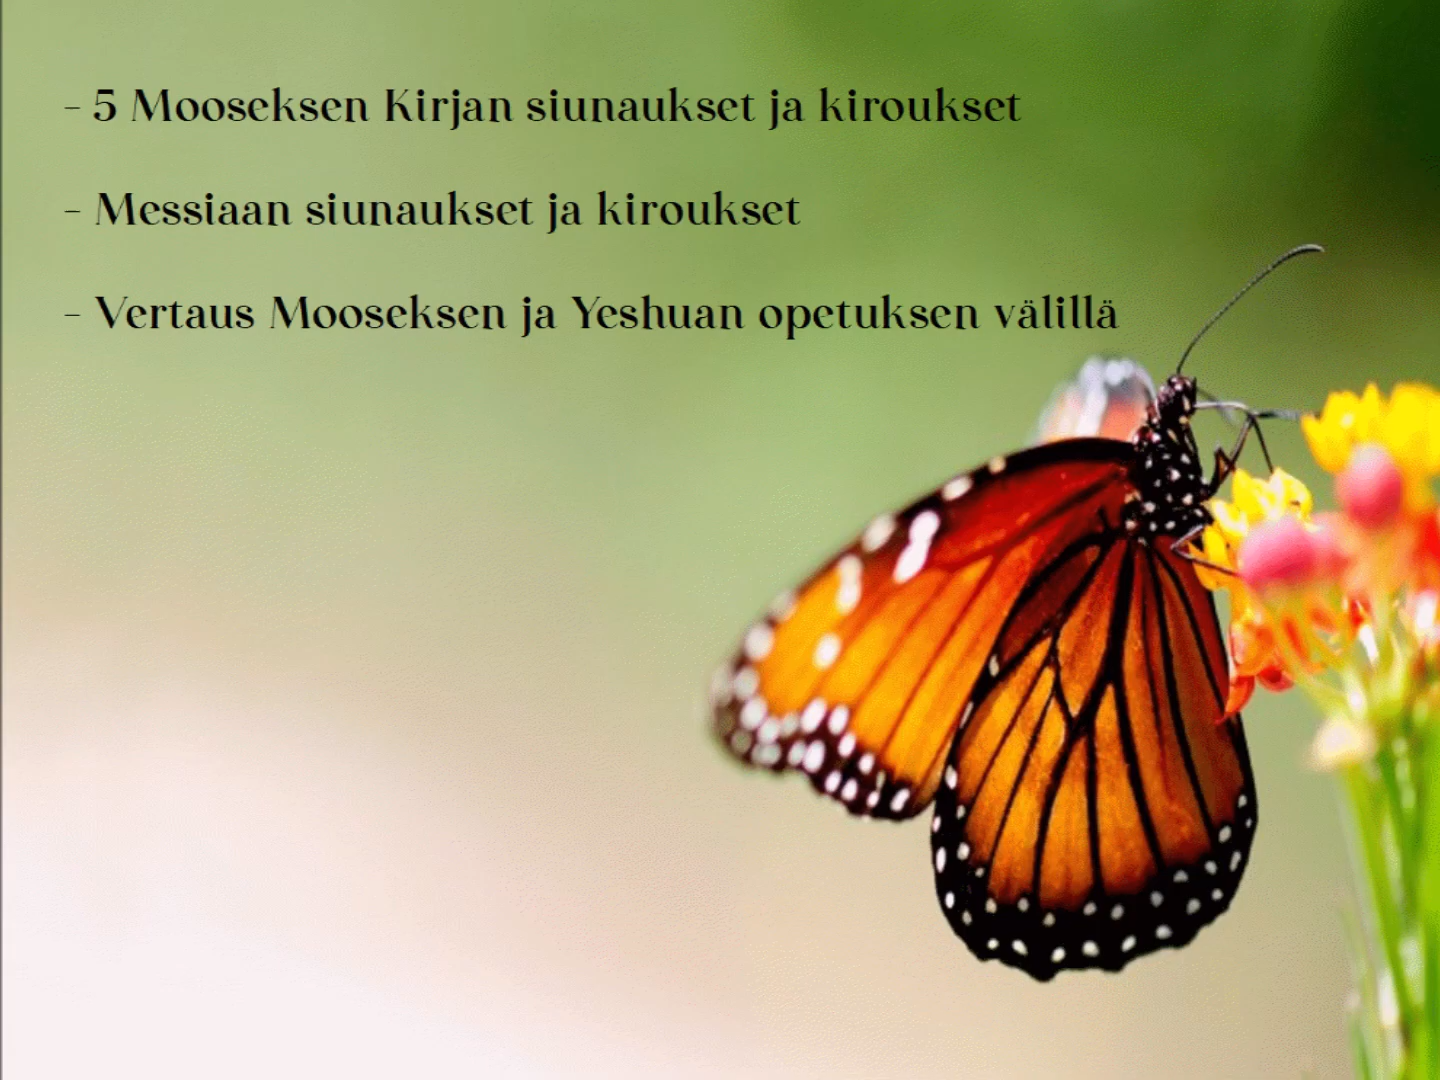 - 5 Mooseksen Kirjan siunaukset ja kiroukset
- Messiaan siunaukset ja kiroukset
- Vertaus Mooseksen ja Yeshuan opetuksen välillä